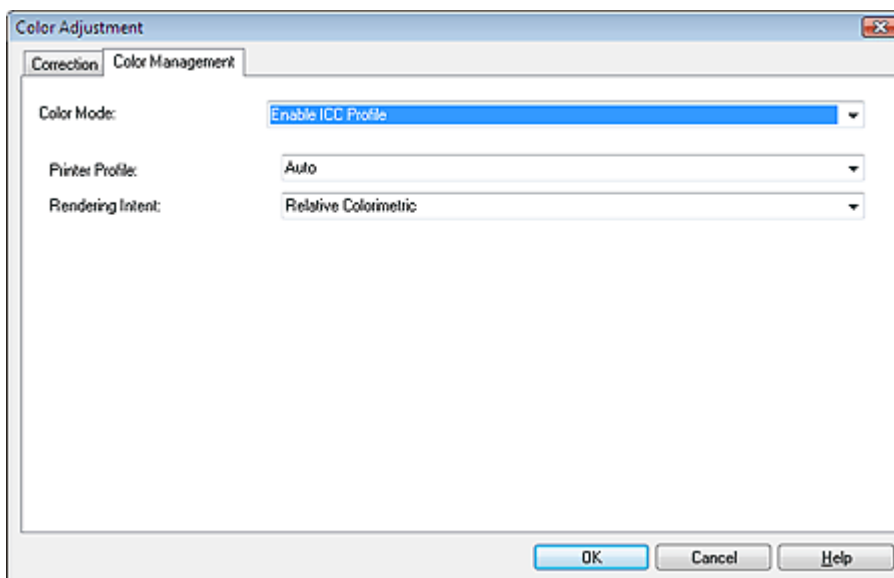 Color Adjustment
Correction Color Management
Color Mode: Enable ICC Profile
Printer Profile: Auto
Rendering Intent: Relative Colorimetric
OK Cancel Help